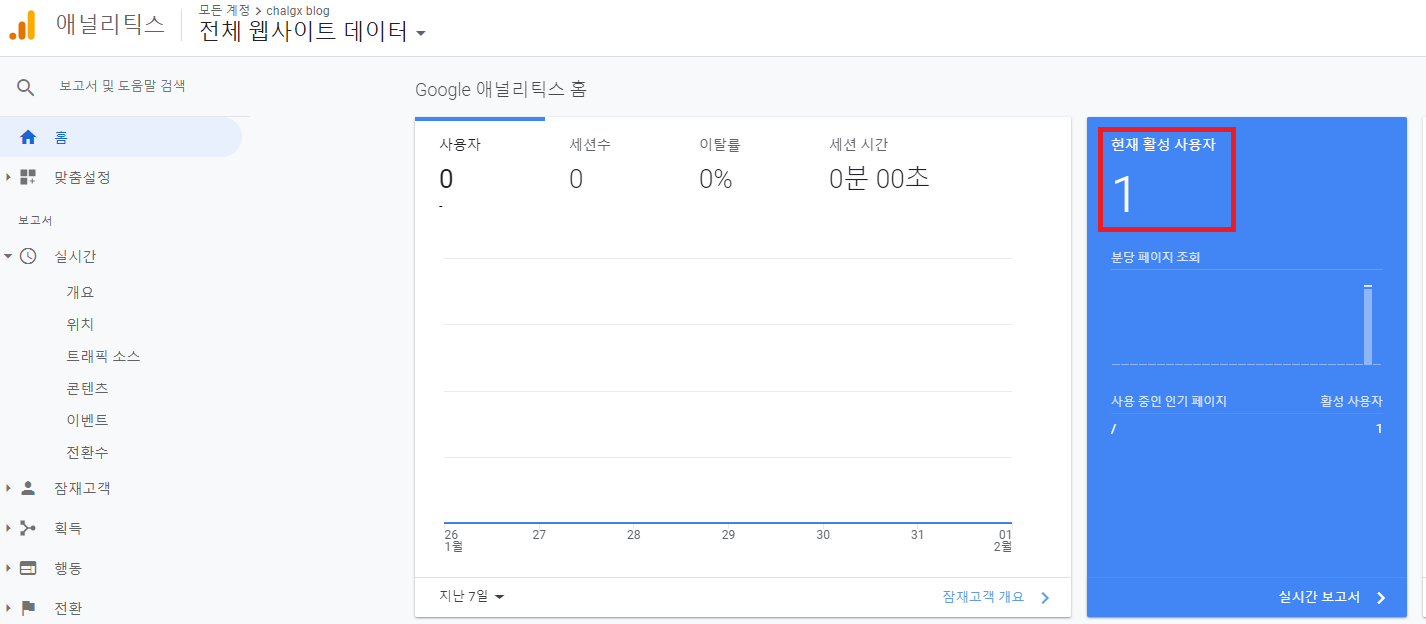 애널리틱스
모든 계정 > chalgx blog
전체 웹사이트 데이터
보고서 및 도움말 검색
홈
맞춤설정
보고서
실시간
개요
위치
트래픽 소스
콘텐츠
이벤트
전환수
잠재고객
획득
행동
전환
Google 애널리틱스 홈
사용자 세션수 이탈률 세션 시간
0 0 0% 0분 00초
-
26 27 28 29 30 31 01
1월 2월
지난 7일 잠재고객 개요
현재 활성 사용자
1
분당 페이지 조회
사용 중인 인기 페이지 활성 사용자
/ 1
실시간 보고서